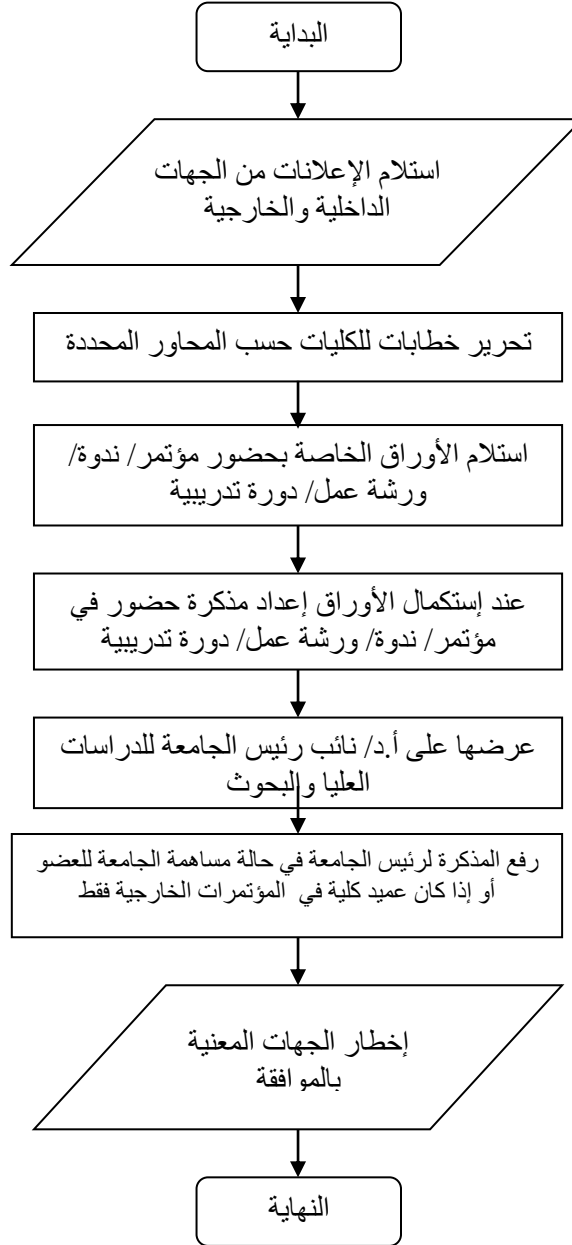 البداية
استلام الإعلانات من الجهات
الداخلية والخارجية
تحرير خطابات للكليات حسب المحاور المحددة
استلام الأوراق الخاصة بحضور مؤتمر/ ندوة/
ورشة عمل/ دورة تدريبية
عند إستكمال الأوراق إعداد مذكرة حضور في
مؤتمر/ ندوة/ ورشة عمل/ دورة تدريبية
عرضها على أ.د/ نائب رئيس الجامعة للدراسات
العليا والبحوث
رفع المذكرة لرئيس الجامعة في حالة مساهمة الجامعة للعضو
أو إذا كان عميد كلية في المؤتمرات الخارجية فقط
إخطار الجهات المعنية
بالموافقة
النهاية